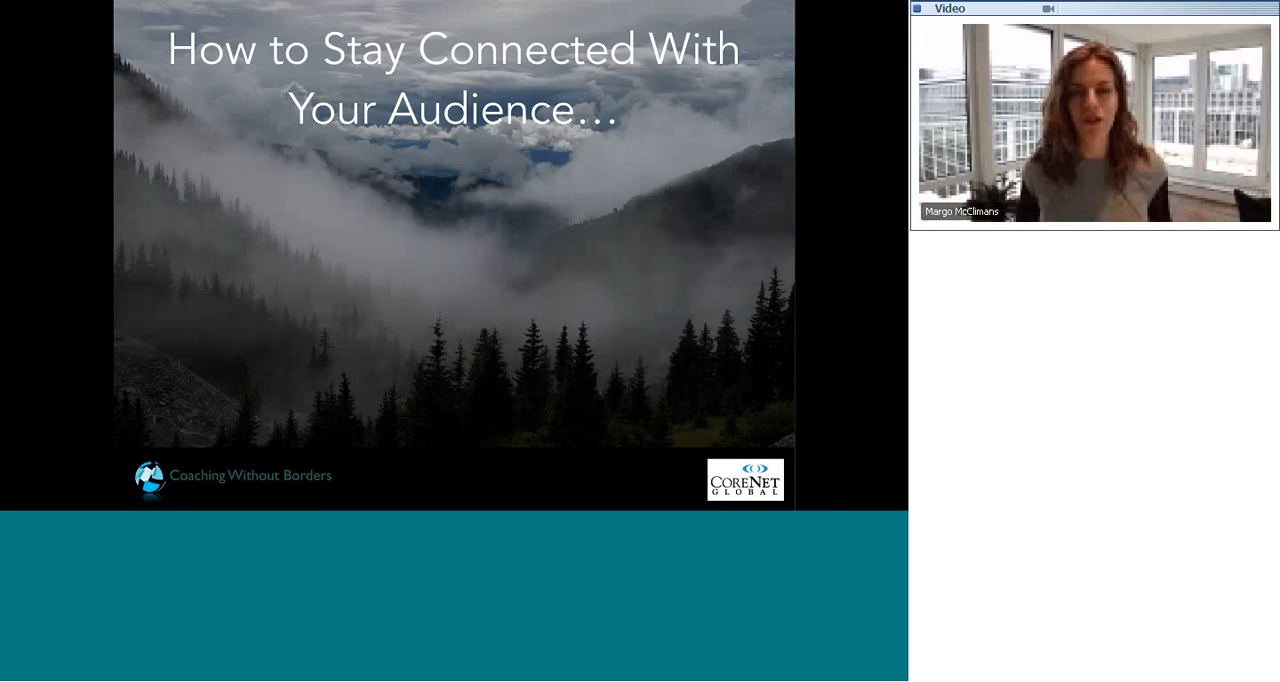 How to Stay Connected With
Your Audience...
Coaching Without Borders
CORENET
GLOBAL
Video
Margo McClimans